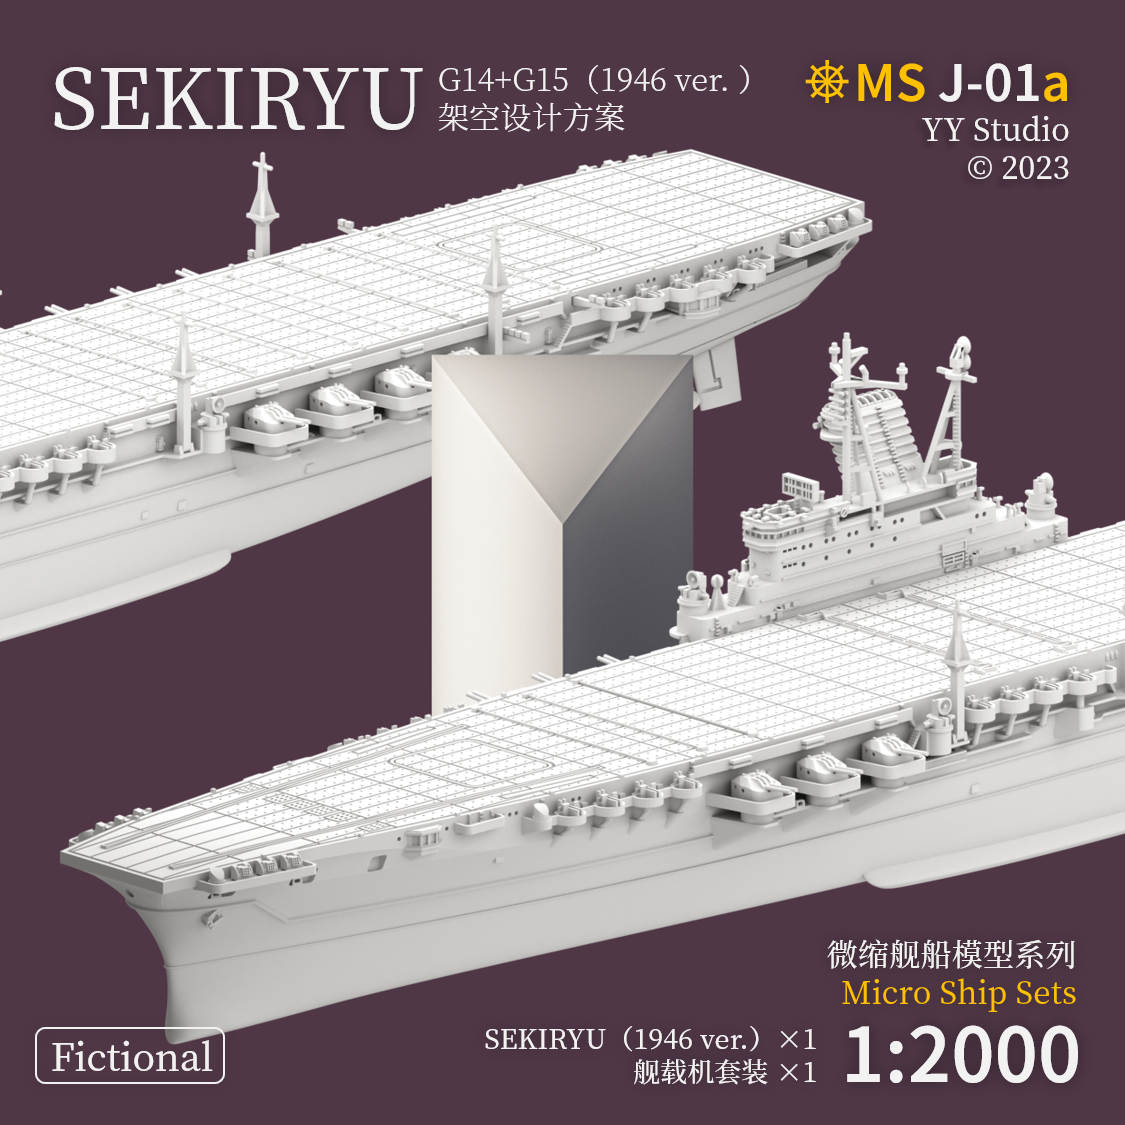 SEKIRYU
G14+G15（1946 ver. ）
架空设计方案
MS J-01a
YY Studio
© 2023
微缩舰船模型系列
Micro Ship Sets
SEKIRYU（1946 ver.）×1
舰载机套装 ×1
1:2000
Fictional